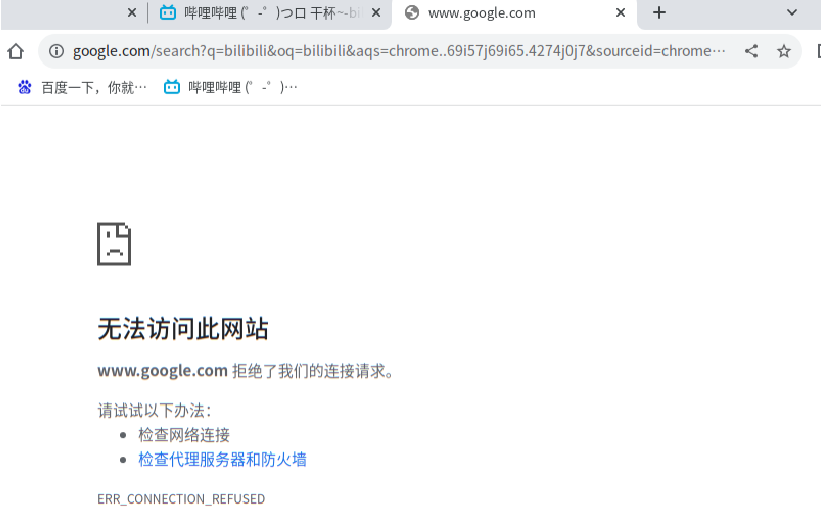 哔哩哔哩 (゜-゜)つロ 干杯~-bi
www.google.com
google.com/search?q=bilibili&oq=bilibili&aqs=chrome..69i57j69i65.4274j0j7&sourceid=chrome…
百度一下，你就…
哔哩哔哩 (゜-゜)…
无法访问此网站
www.google.com 拒绝了我们的连接请求。
请试试以下办法：
检查网络连接
检查代理服务器和防火墙
ERR_CONNECTION_REFUSED